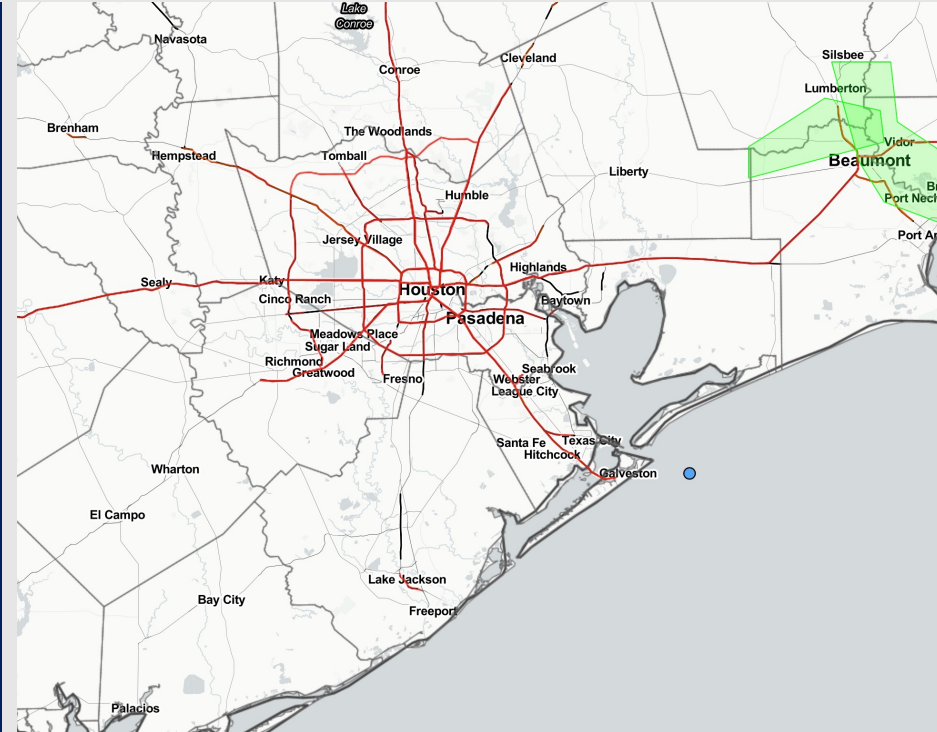 Lake
Conroe
Navasota
Silsbee
Cleveland
Conroe
Lumberton
Brenham
The Woodlands
Vidor
Hempstead
Tomball
Beaumont
Liberty
Humble
Port Nech
Port Ar
Jersey Village
Highlands
Sealy
Katy
Houston
Cinco Ranch
Baytown
Pasadena
Meadows Place
Sugar Land
Richmond
Greatwood
Seabrook
Fresno
Webster
League City
Santa Fe
Texas City
Hitchcock
Wharton
Galveston
El Campo
Lake Jackson
Bay City
Freeport
Palacios